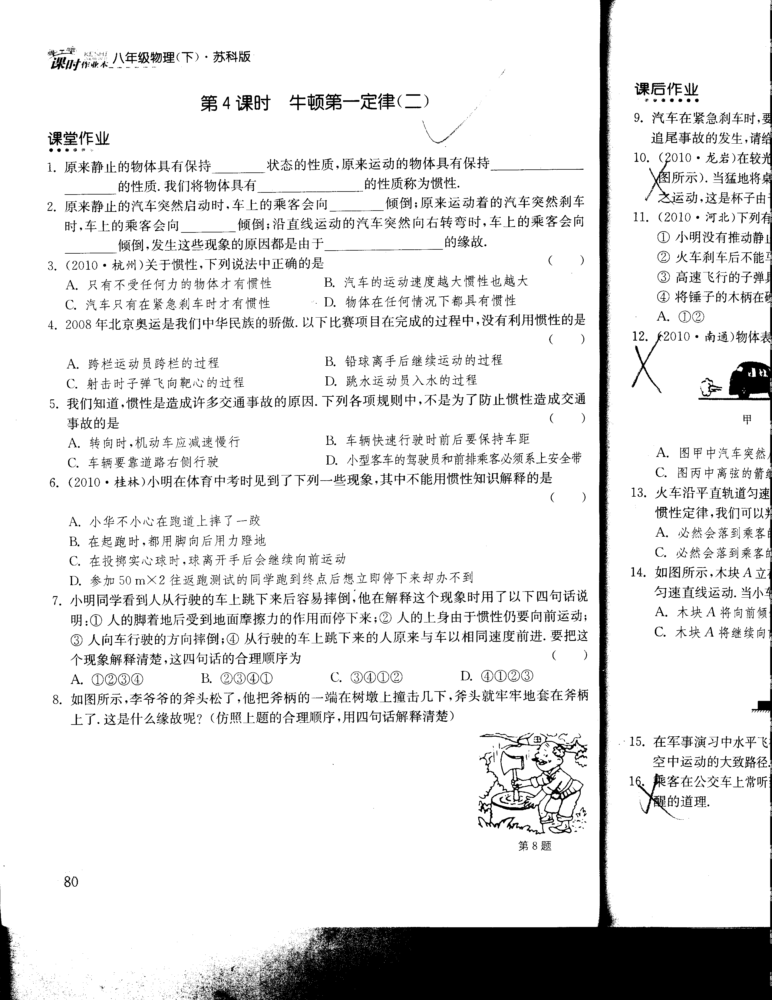 课时作业本 KESHI 八年级物理(下)·苏科版
第4课时 牛顿第一定律(二)
课堂作业
1. 原来静止的物体具有保持________状态的性质,原来运动的物体具有保持______________
________的性质.我们将物体具有________________的性质称为惯性.
2. 原来静止的汽车突然启动时,车上的乘客会向________倾倒;原来运动着的汽车突然刹车
时,车上的乘客会向________倾倒;沿直线运动的汽车突然向右转弯时,车上的乘客会向
________倾倒,发生这些现象的原因都是由于__________________的缘故.
3. (2010·杭州)关于惯性,下列说法中正确的是 ( )
A. 只有不受任何力的物体才有惯性 B. 汽车的运动速度越大惯性也越大
C. 汽车只有在紧急刹车时才有惯性 D. 物体在任何情况下都具有惯性
4. 2008年北京奥运是我们中华民族的骄傲.以下比赛项目在完成的过程中,没有利用惯性的是
( )
A. 跨栏运动员跨栏的过程 B. 铅球离手后继续运动的过程
C. 射击时子弹飞向靶心的过程 D. 跳水运动员入水的过程
5. 我们知道,惯性是造成许多交通事故的原因.下列各项规则中,不是为了防止惯性造成交通
事故的是 ( )
A. 转向时,机动车应减速慢行 B. 车辆快速行驶时前后要保持车距
C. 车辆要靠道路右侧行驶 D. 小型客车的驾驶员和前排乘客必须系上安全带
6. (2010·桂林)小明在体育中考时见到了下列一些现象,其中不能用惯性知识解释的是
( )
A. 小华不小心在跑道上摔了一跤
B. 在起跑时,都用脚向后用力蹬地
C. 在投掷实心球时,球离开手后会继续向前运动
D. 参加50 m×2往返跑测试的同学跑到终点后想立即停下来却办不到
7. 小明同学看到人从行驶的车上跳下来后容易摔倒,他在解释这个现象时用了以下四句话说
明:① 人的脚着地后受到地面摩擦力的作用而停下来;② 人的上身由于惯性仍要向前运动;
③ 人向车行驶的方向摔倒;④ 从行驶的车上跳下来的人原来与车以相同速度前进.要把这
个现象解释清楚,这四句话的合理顺序为 ( )
A. ①②③④ B. ②③④① C. ③④①② D. ④①②③
8. 如图所示,李爷爷的斧头松了,他把斧柄的一端在树墩上撞击几下,斧头就牢牢地套在斧柄
上了.这是什么缘故呢?(仿照上题的合理顺序,用四句话解释清楚)
第8题
80
课后作业
9. 汽车在紧急刹车时,要
追尾事故的发生,请给
10. (2010·龙岩)在较光
图所示).当猛地将桌
之运动,这是杯子由于
11. (2010·河北)下列有
① 小明没有推动静止
② 火车刹车后不能马
③ 高速飞行的子弹具
④ 将锤子的木柄在硬
A. ①②
12. (2010·南通)物体表
甲
A. 图甲中汽车突然
C. 图丙中离弦的箭继
13. 火车沿平直轨道匀速
惯性定律,我们可以判
A. 必然会落到乘客的
C. 必然会落到乘客的
14. 如图所示,木块A立在
匀速直线运动.当小车
A. 木块A将向前倾
C. 木块A将继续向
15. 在军事演习中水平飞
空中运动的大致路径.
16. 乘客在公交车上常听
醒的道理.